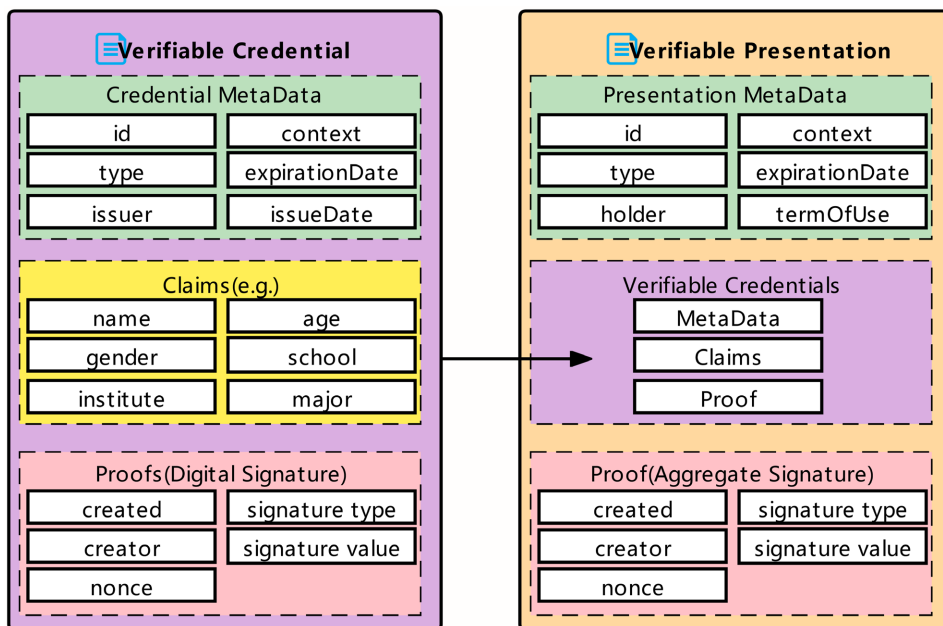 Verifiable Credential
Credential MetaData
id
context
type
expirationDate
issuer
issueDate
Claims(e.g.)
name
age
gender
school
institute
major
Proofs(Digital Signature)
created
signature type
creator
signature value
nonce
Verifiable Presentation
Presentation MetaData
id
context
type
expirationDate
holder
termOfUse
Verifiable Credentials
MetaData
Claims
Proof
Proof(Aggregate Signature)
created
signature type
creator
signature value
nonce